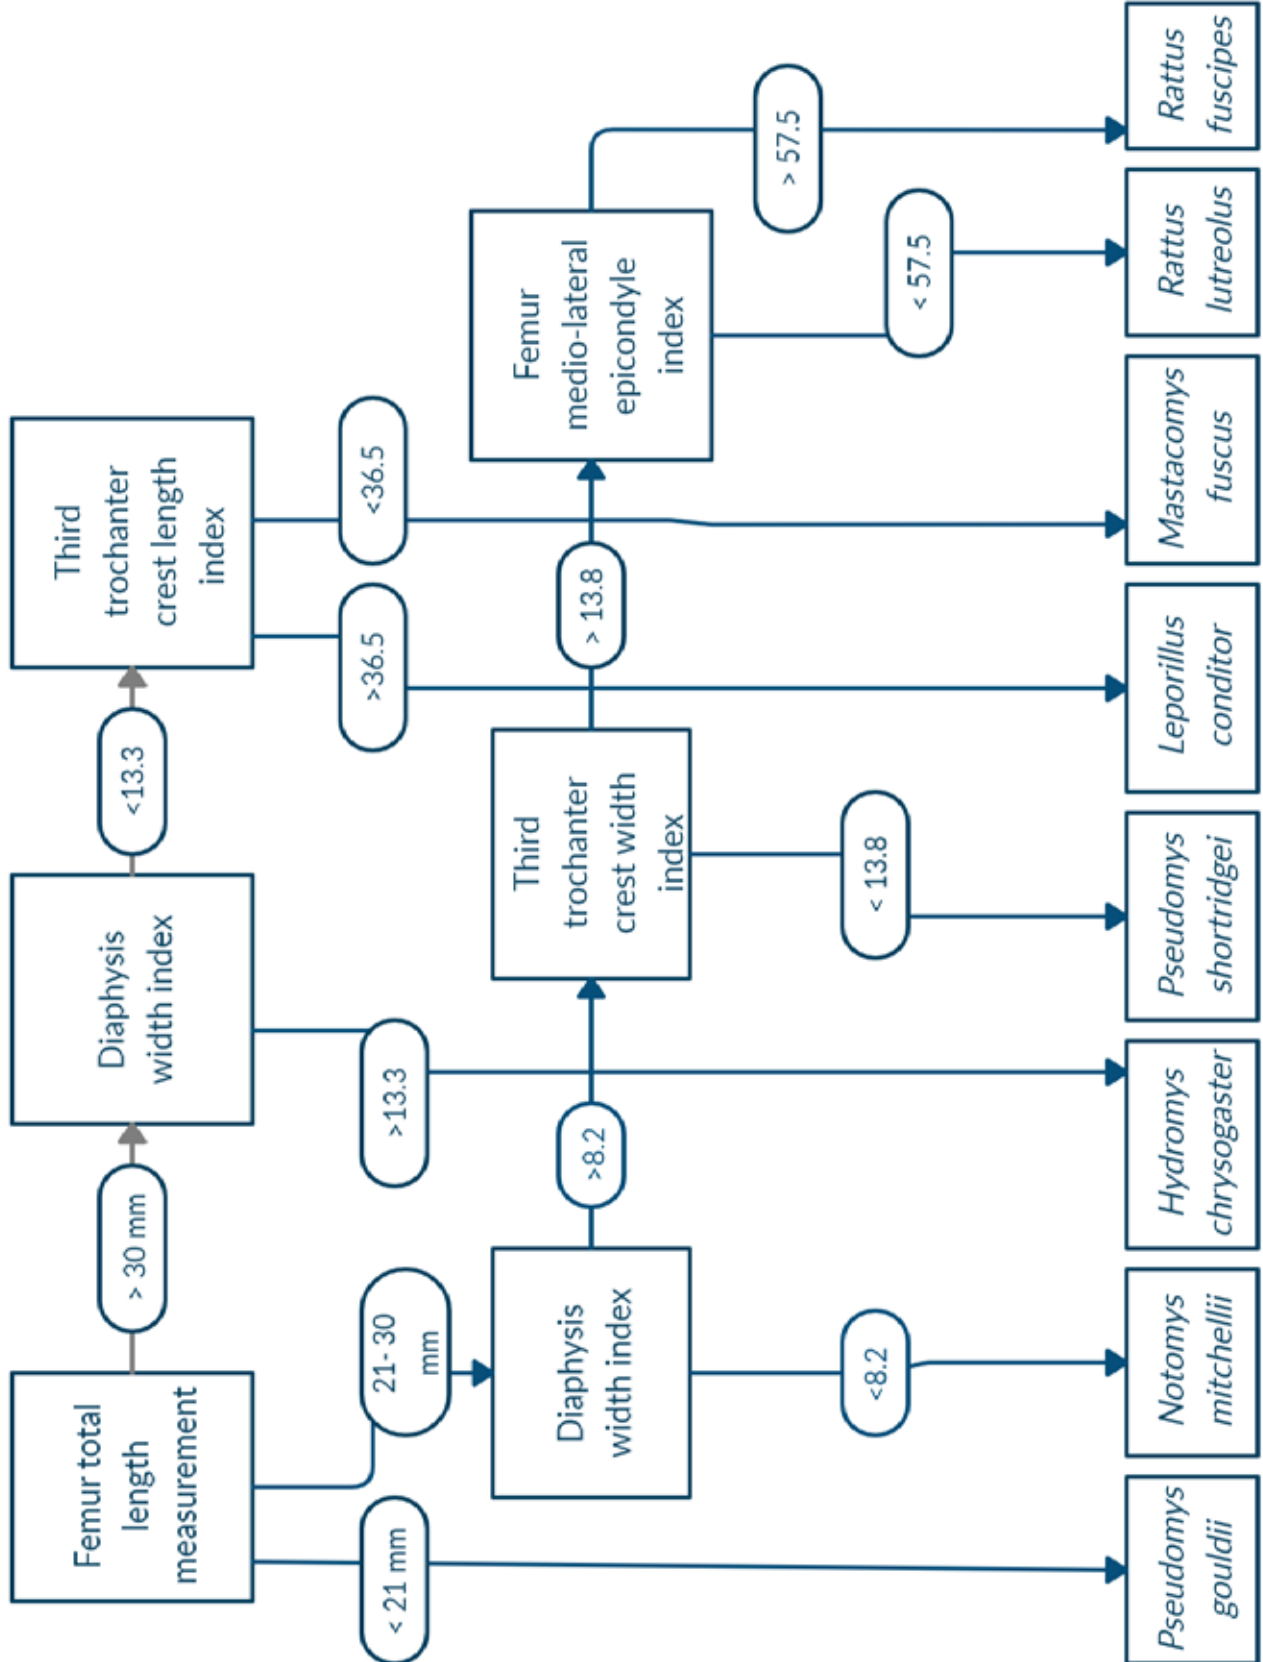 Femur total
length
measurement
> 30 mm
Diaphysis
width index
<13.3
Third
trochanter
crest length
index
< 21 mm
21- 30
mm
>13.3
>36.5
<36.5
Diaphysis
width index
>8.2
Third
trochanter
crest width
index
> 13.8
Femur
medio-lateral
epicondyle
index
> 57.5
<8.2
< 13.8
< 57.5
Pseudomys
gouldii
Notomys
mitchellii
Hydromys
chrysogaster
Pseudomys
shortridgei
Leporillus
conditor
Mastacomys
fuscus
Rattus
lutreolus
Rattus
fuscipes